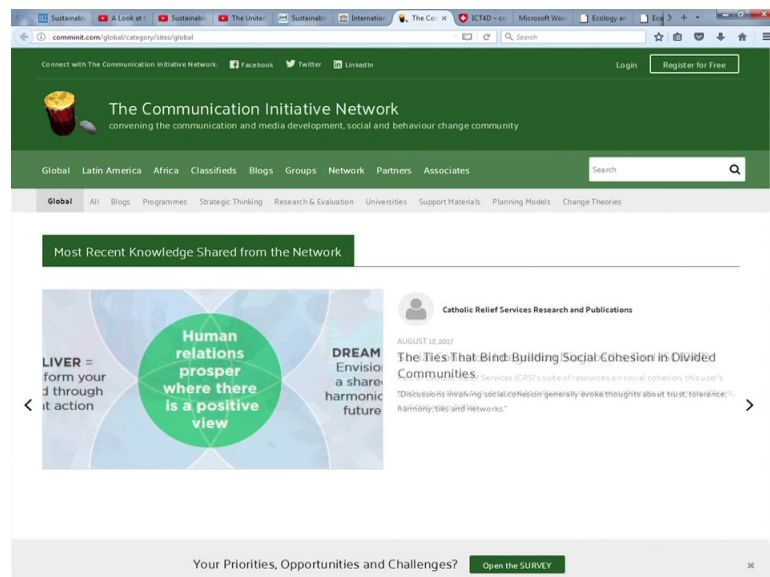 Sustainabl
A Look at t
Sustainabl
The United
Sustainabl
Internation
The Cor
ICT4D – co
Microsoft Wor
Ecology an
Ecq
comminit.com/global/category/sites/global
Search
Connect with The Communication Initiative Network:
Facebook
Twitter
LinkedIn
Login
Register for Free
The Communication Initiative Network
convening the communication and media development, social and behaviour change community
Global Latin America Africa Classifieds Blogs Groups Network Partners Associates
Search
Global All Blogs Programmes Strategic Thinking Research & Evaluation Universities Support Materials Planning Models Change Theories
Most Recent Knowledge Shared from the Network
LIVER =
form your
d through
nt action
Human
relations
prosper
where there
is a positive
view
DREAM
Envisio
a share
harmonic
future
Catholic Relief Services Research and Publications
AUGUST 17, 2017
The Ties That Bind: Building Social Cohesion in Divided
Communities
"Discussions involving social cohesion generally evoke thoughts about trust, tolerance,
harmony, ties and networks."
Your Priorities, Opportunities and Challenges?
Open the SURVEY